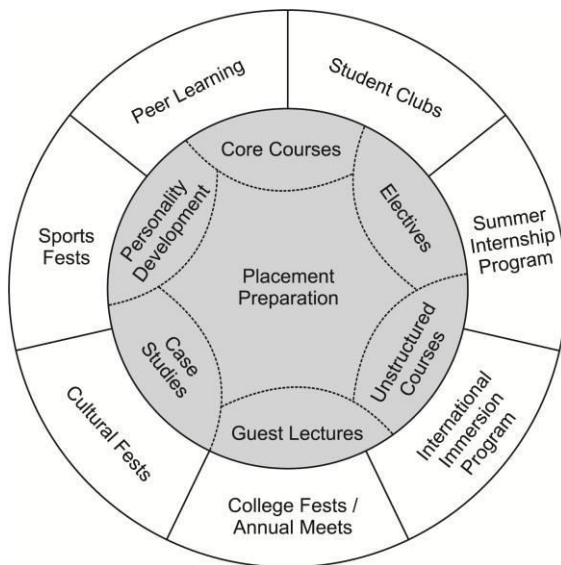 Peer Learning
Student Clubs
Summer
Internship
Program
International
Immersion
Program
College Fests /
Annual Meets
Cultural Fests
Sports
Fests
Core Courses
Electives
Unstructured
Courses
Guest Lectures
Case
Studies
Personality
Development
Placement
Preparation